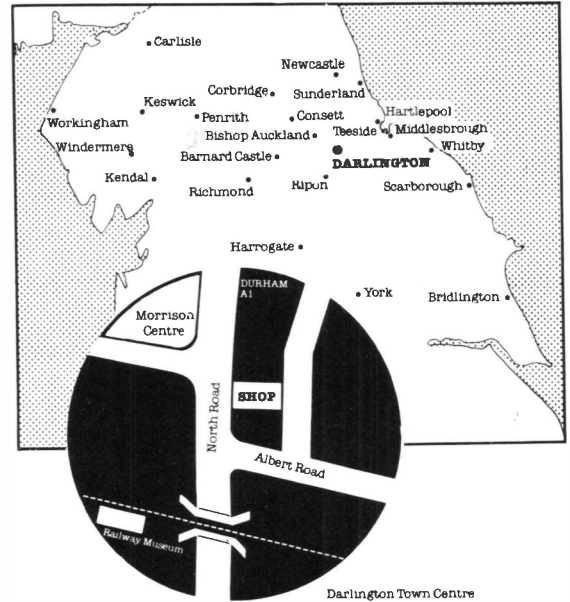 Carlisle
Newcastle
Corbridge
Sunderland
Keswick
Penrith
Consett
Hartlepool
Workingham
Bishop Auckland
Teeside
Middlesbrough
Windermere
Barnard Castle
DARLINGTON
Whitby
Kendal
Richmond
Ripon
Scarborough
Harrogate
DURHAM
A1
York
Bridlington
Morrison
Centre
SHOP
North Road
Albert Road
Railway Museum
Darlington Town Centre